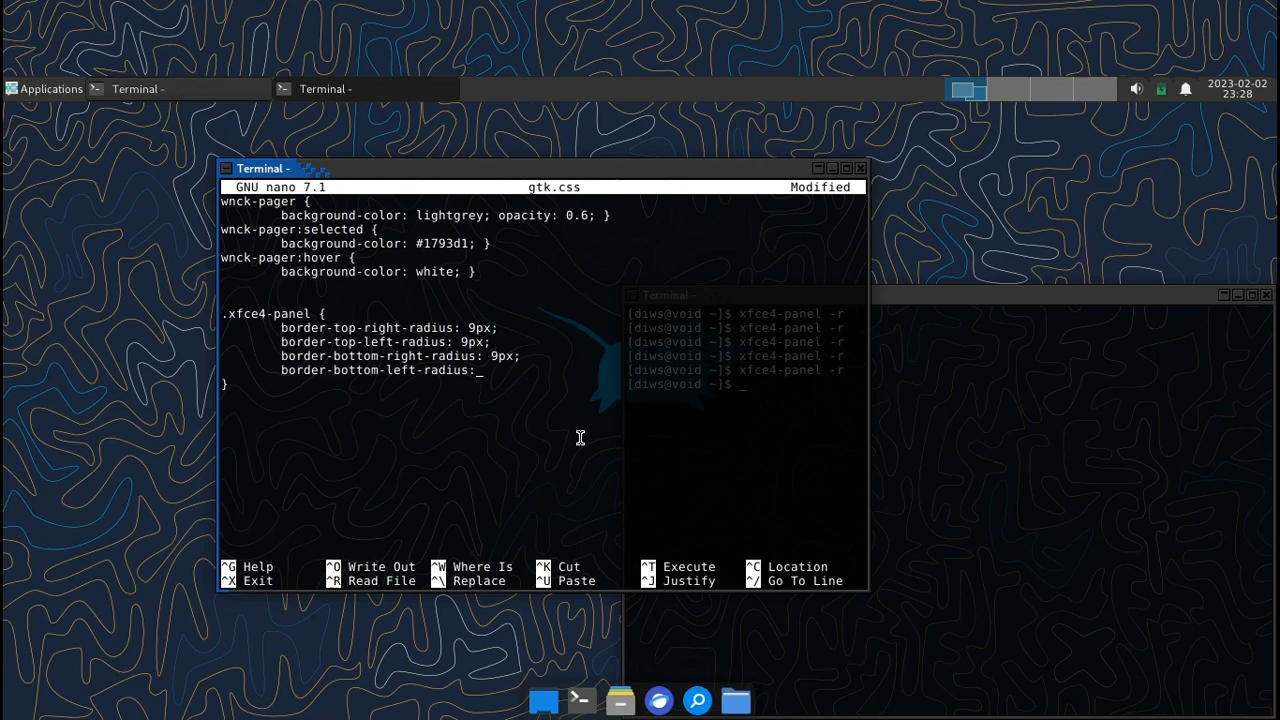 Applications
Terminal -
Terminal -
2023-02-02
23:28
Terminal -
GNU nano 7.1 gtk.css Modified
wnck-pager {
background-color: lightgrey; opacity: 0.6; }
wnck-pager:selected {
background-color: #1793d1; }
wnck-pager:hover {
background-color: white; }
.xfce4-panel {
border-top-right-radius: 9px;
border-top-left-radius: 9px;
border-bottom-right-radius: 9px;
border-bottom-left-radius:_
}
^G Help ^O Write Out ^W Where Is ^K Cut ^T Execute ^C Location
^X Exit ^R Read File ^\ Replace ^U Paste ^J Justify ^/ Go To Line
Terminal -
[diws@void ~]$ xfce4-panel -r
[diws@void ~]$ xfce4-panel -r
[diws@void ~]$ xfce4-panel -r
[diws@void ~]$ xfce4-panel -r
[diws@void ~]$ xfce4-panel -r
[diws@void ~]$ _